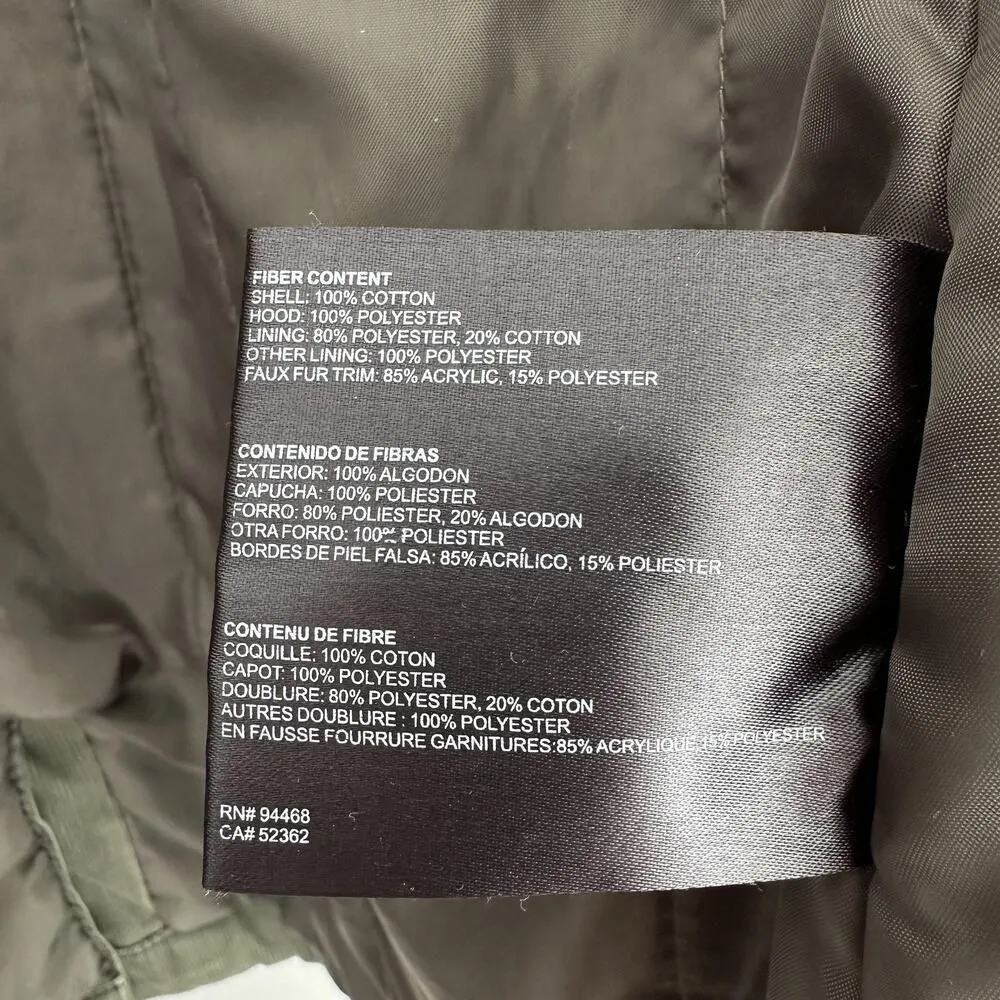 FIBER CONTENT
SHELL: 100% COTTON
HOOD: 100% POLYESTER
LINING: 80% POLYESTER, 20% COTTON
OTHER LINING: 100% POLYESTER
FAUX FUR TRIM: 85% ACRYLIC, 15% POLYESTER
CONTENIDO DE FIBRAS
EXTERIOR: 100% ALGODON
CAPUCHA: 100% POLIESTER
FORRO: 80% POLIESTER, 20% ALGODON
OTRA FORRO: 100% POLIESTER
BORDES DE PIEL FALSA: 85% ACRÍLICO, 15% POLIESTER
CONTENU DE FIBRE
COQUILLE: 100% COTON
CAPOT: 100% POLYESTER
DOUBLURE: 80% POLYESTER, 20% COTON
AUTRES DOUBLURE : 100% POLYESTER
EN FAUSSE FOURRURE GARNITURES:85% ACRYLIQUE,15% POLYESTER
RN# 94468
CA# 52362